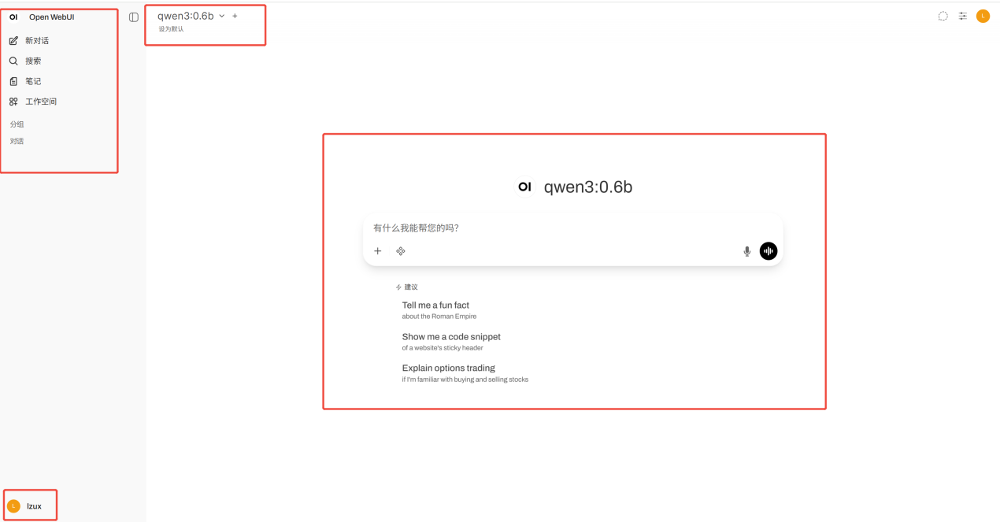 OI Open WebUI
新对话
搜索
笔记
工作空间
分组
对话
qwen3:0.6b
设为默认
L
OI qwen3:0.6b
有什么我能帮您的吗?
建议
Tell me a fun fact
about the Roman Empire
Show me a code snippet
of a website's sticky header
Explain options trading
if I'm familiar with buying and selling stocks
L lzux